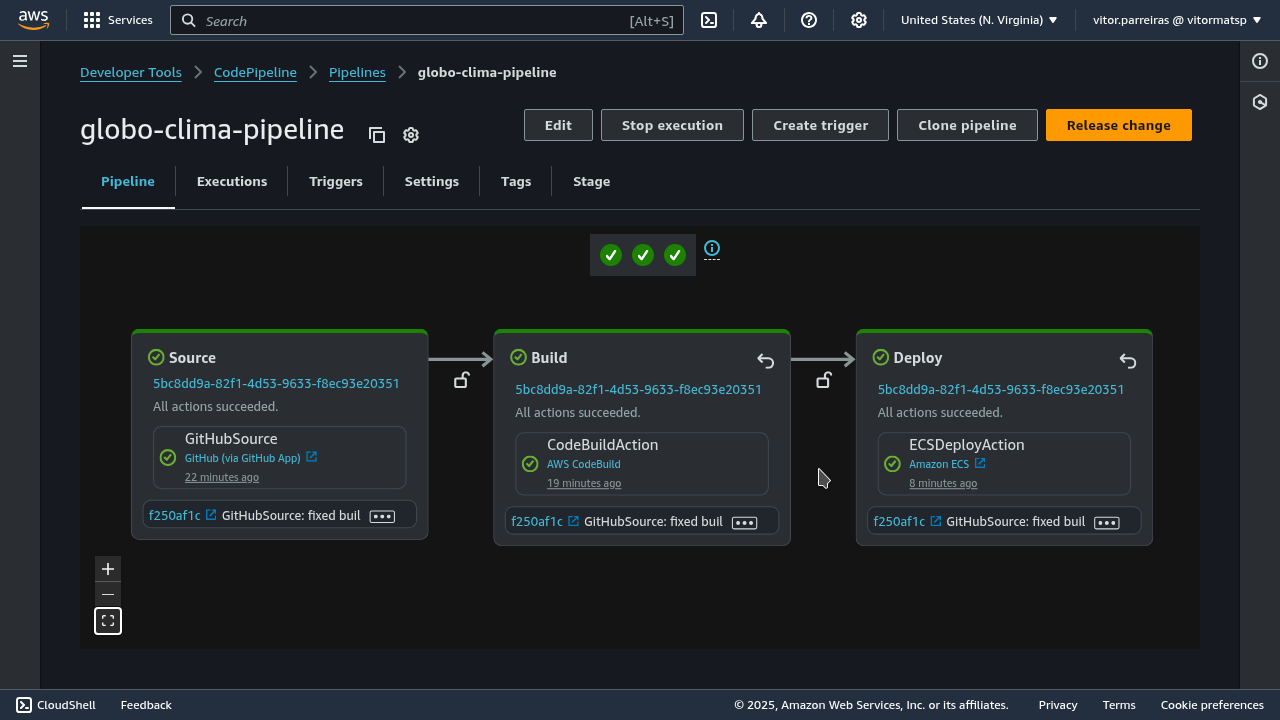 aws
Services
Search
[Alt+S]
United States (N. Virginia)
vitor.parreiras @ vitormatsp
Developer Tools
CodePipeline
Pipelines
globo-clima-pipeline
globo-clima-pipeline
Edit
Stop execution
Create trigger
Clone pipeline
Release change
Pipeline
Executions
Triggers
Settings
Tags
Stage
Source
5bc8dd9a-82f1-4d53-9633-f8ec93e20351
All actions succeeded.
GitHubSource
GitHub (via GitHub App)
22 minutes ago
f250af1c GitHubSource: fixed buil
Build
5bc8dd9a-82f1-4d53-9633-f8ec93e20351
All actions succeeded.
CodeBuildAction
AWS CodeBuild
19 minutes ago
f250af1c GitHubSource: fixed buil
Deploy
5bc8dd9a-82f1-4d53-9633-f8ec93e20351
All actions succeeded.
ECSDeployAction
Amazon ECS
8 minutes ago
f250af1c GitHubSource: fixed buil
CloudShell
Feedback
© 2025, Amazon Web Services, Inc. or its affiliates.
Privacy
Terms
Cookie preferences